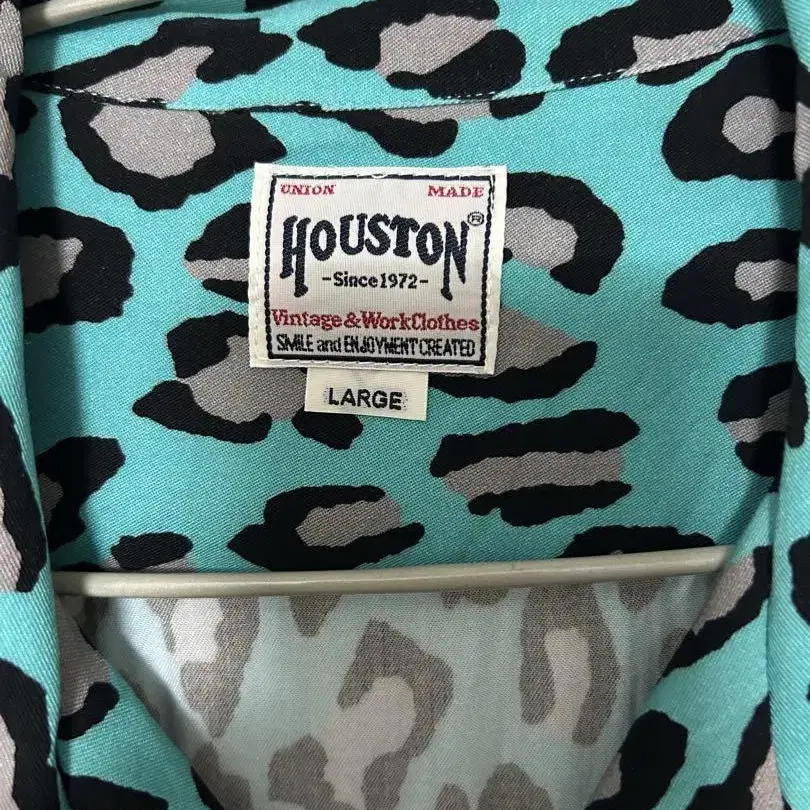 UNION MADE
HOUSTON®
-Since1972-
Vintage&WorkClothes
SMILE and ENJOYMENT CREATED
LARGE